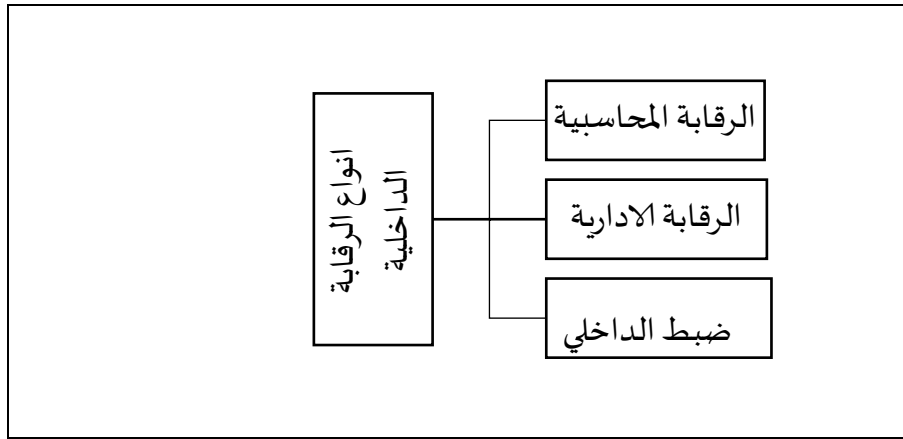 انواع الرقابة
الداخلية
الرقابة المحاسبية
الرقابة الادارية
ضبط الداخلي